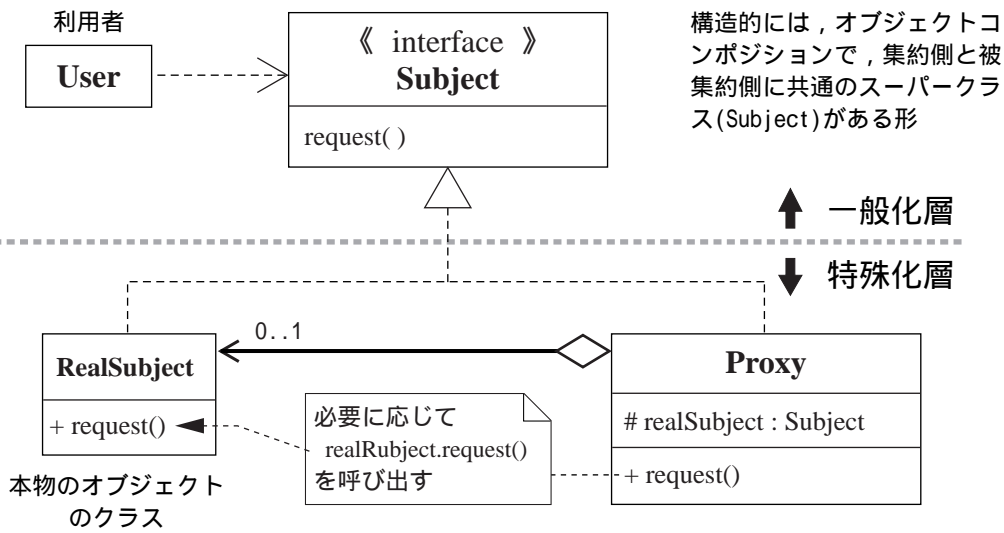 利用者
User
《 interface 》
Subject
request( )
構造的には，オブジェクトコ
ンポジションで，集約側と被
集約側に共通のスーパークラ
ス(Subject)がある形
一般化層
特殊化層
RealSubject
+ request()
0..1
Proxy
# realSubject : Subject
+ request()
必要に応じて
realRubject.request()
を呼び出す
本物のオブジェクト
のクラス